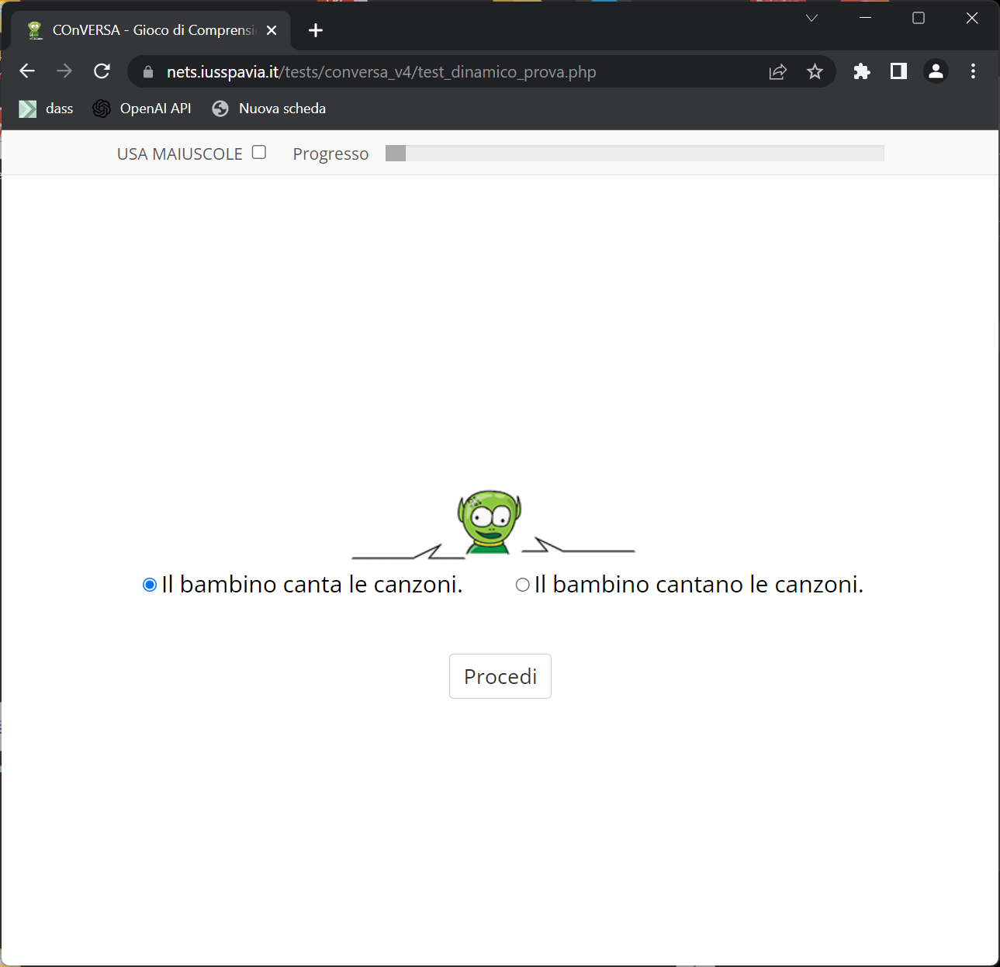 COnVERSA - Gioco di Comprensi
nets.iusspavia.it/tests/conversa_v4/test_dinamico_prova.php
dass OpenAI API Nuova scheda
USA MAIUSCOLE Progresso
Il bambino canta le canzoni. Il bambino cantano le canzoni.
Procedi